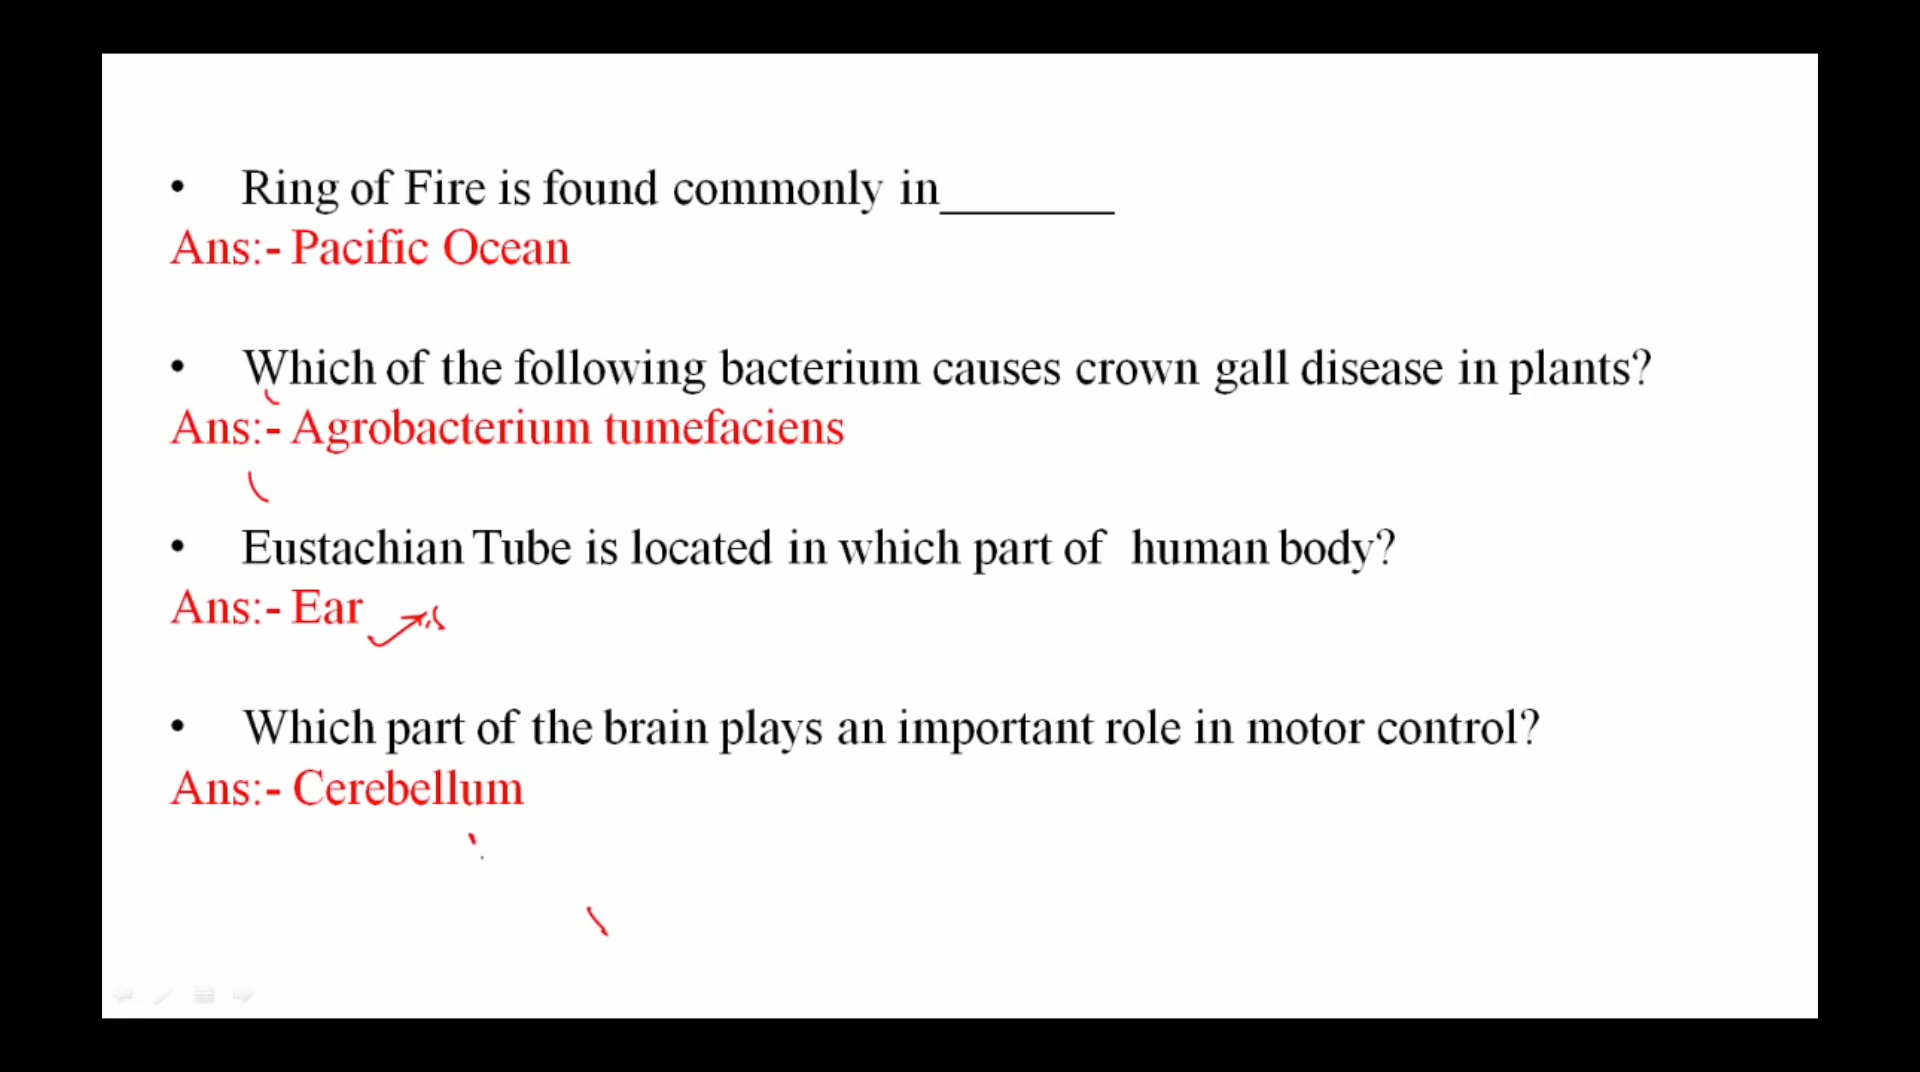 • Ring of Fire is found commonly in_______
Ans:- Pacific Ocean
• Which of the following bacterium causes crown gall disease in plants?
Ans:- Agrobacterium tumefaciens
• Eustachian Tube is located in which part of human body?
Ans:- Ear
• Which part of the brain plays an important role in motor control?
Ans:- Cerebellum